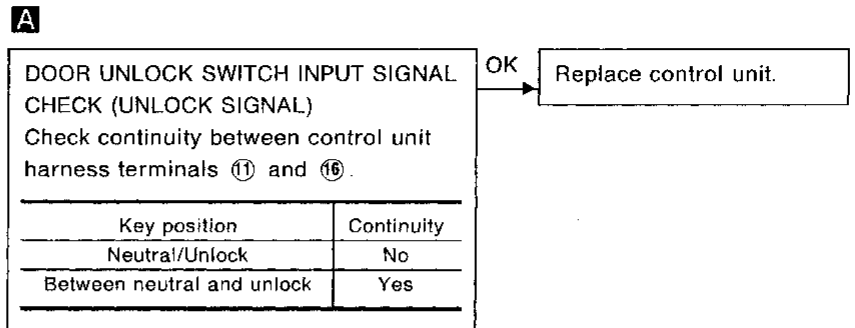 A
DOOR UNLOCK SWITCH INPUT SIGNAL
CHECK (UNLOCK SIGNAL)
Check continuity between control unit
harness terminals ⑪ and ⑯.
Key position Continuity
Neutral/Unlock No
Between neutral and unlock Yes
OK
Replace control unit.